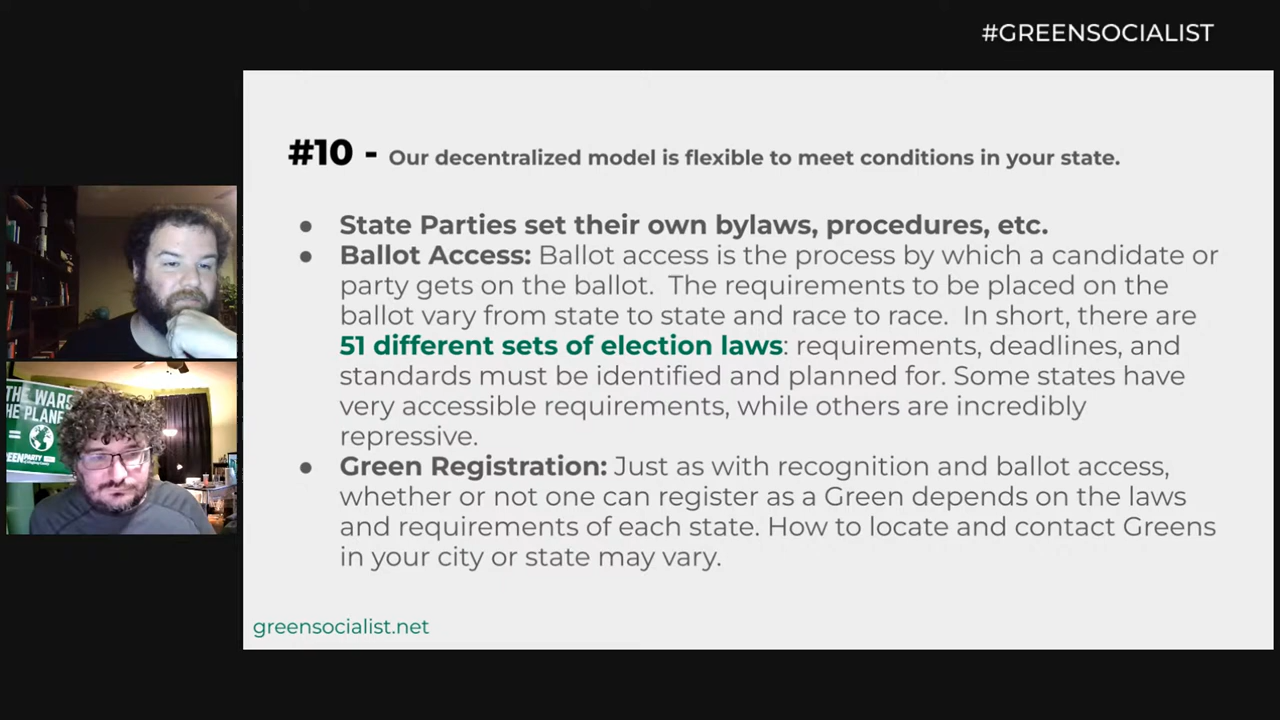 #GREENSOCIALIST
#10 - Our decentralized model is flexible to meet conditions in your state.
● State Parties set their own bylaws, procedures, etc.
● Ballot Access: Ballot access is the process by which a candidate or
party gets on the ballot. The requirements to be placed on the
ballot vary from state to state and race to race. In short, there are
51 different sets of election laws: requirements, deadlines, and
standards must be identified and planned for. Some states have
very accessible requirements, while others are incredibly
repressive.
● Green Registration: Just as with recognition and ballot access,
whether or not one can register as a Green depends on the laws
and requirements of each state. How to locate and contact Greens
in your city or state may vary.
greensocialist.net
THE WARS
HE PLANE
=